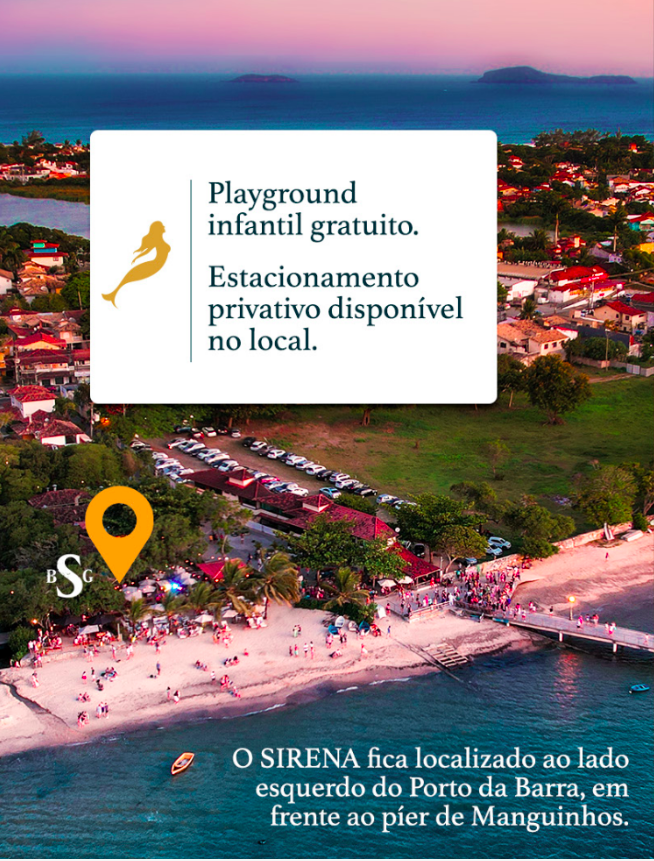 Playground
infantil gratuito.
Estacionamento
privativo disponível
no local.
BSG
O SIRENA fica localizado ao lado
esquerdo do Porto da Barra, em
frente ao píer de Manguinhos.